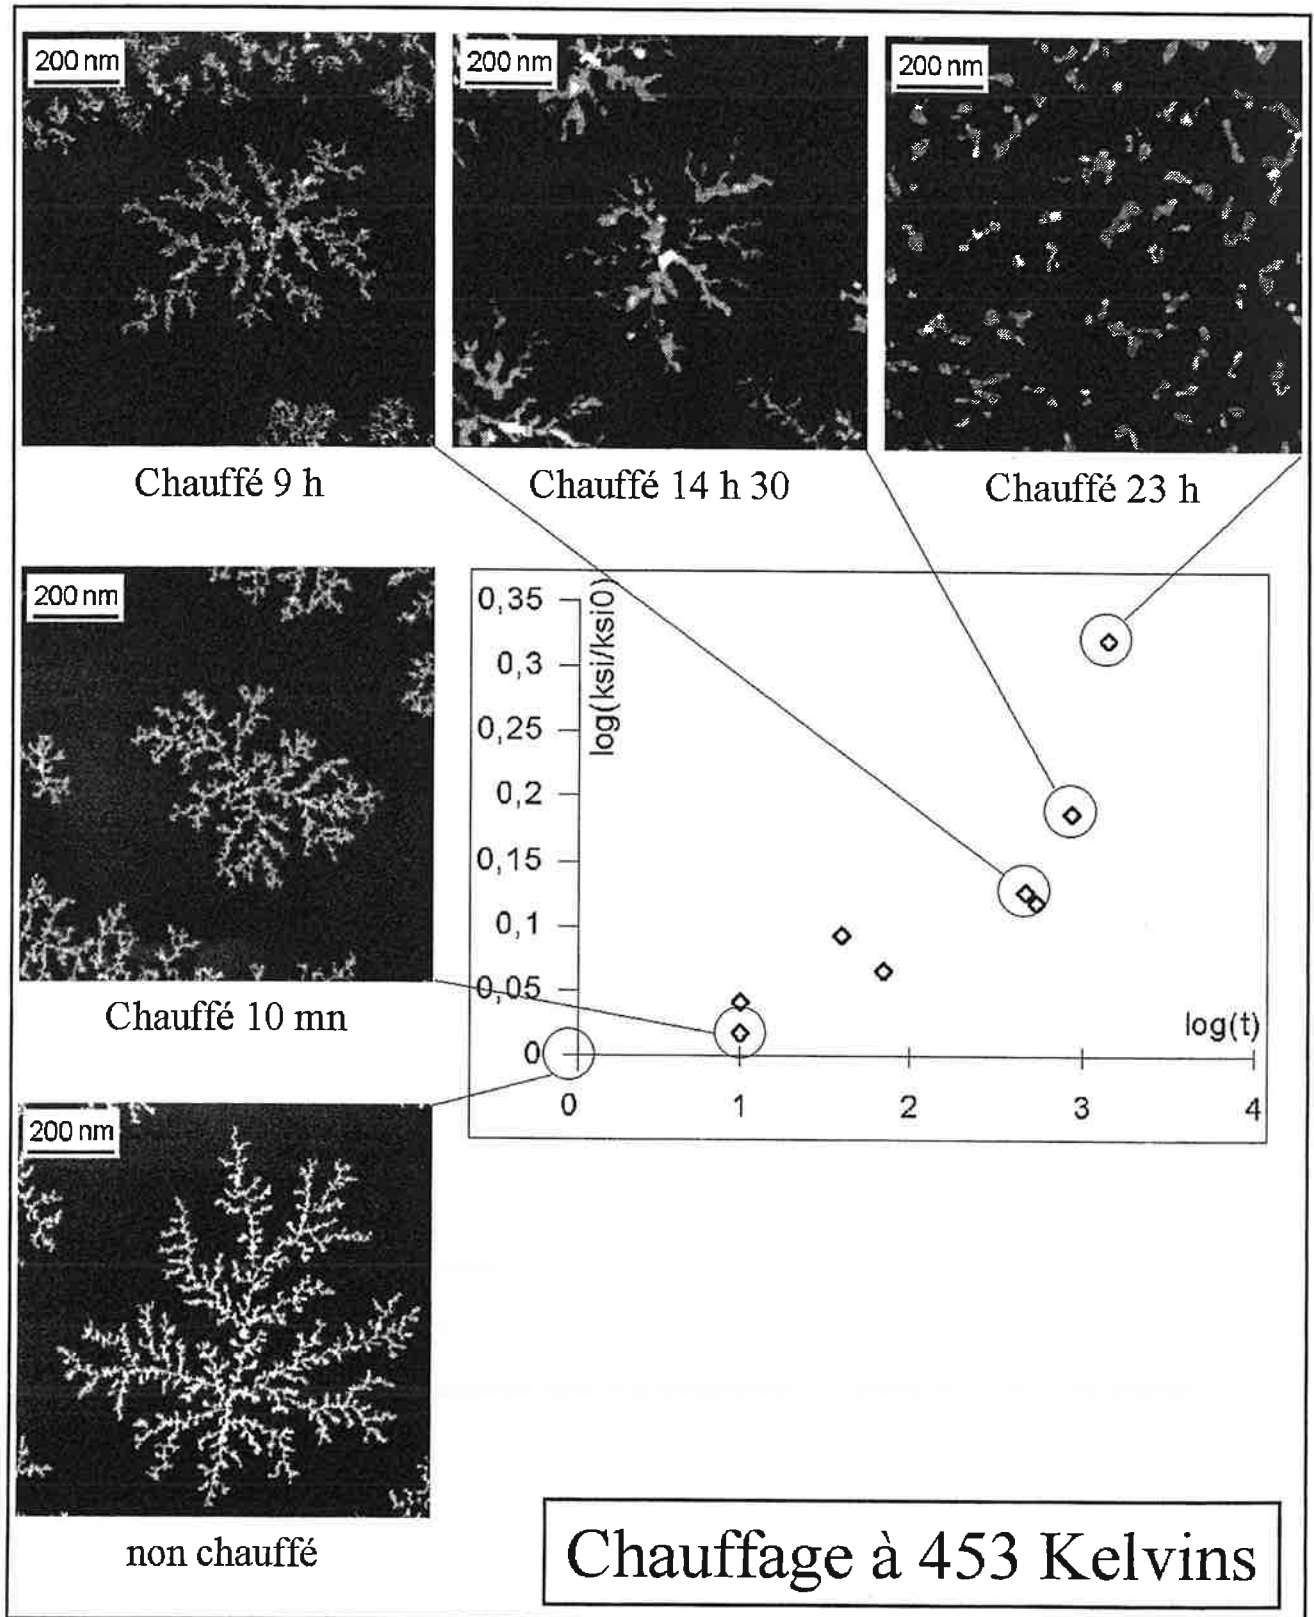 200 nm
200 nm
200 nm
Chauffé 9 h
Chauffé 14 h 30
Chauffé 23 h
200 nm
Chauffé 10 mn
0,35
0,3
0,25
0,2
0,15
0,1
0,05
0
log(ksi/ksi0)
log(t)
0
1
2
3
4
200 nm
non chauffé
Chauffage à 453 Kelvins